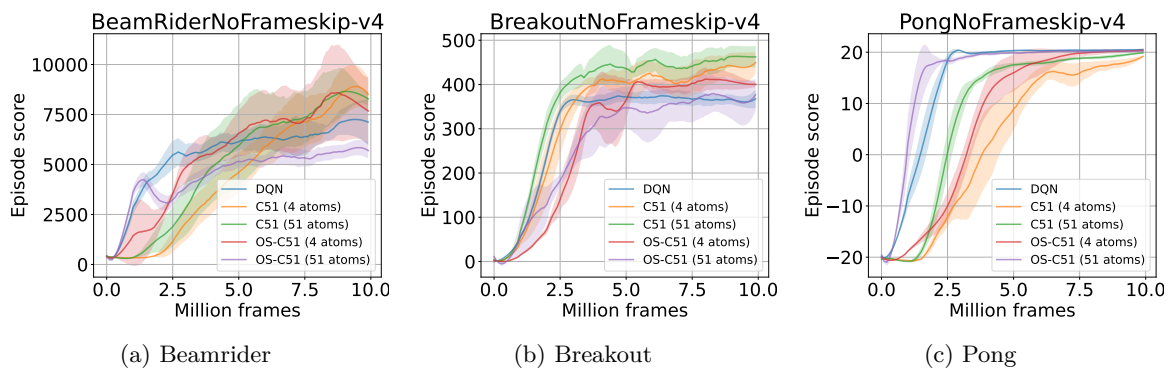 BeamRiderNoFrameskip-v4
Episode score
10000
7500
5000
2500
0
0.0
2.5
5.0
7.5
10.0
Million frames
DQN
C51 (4 atoms)
C51 (51 atoms)
OS-C51 (4 atoms)
OS-C51 (51 atoms)
(a) Beamrider
BreakoutNoFrameskip-v4
Episode score
500
400
300
200
100
0
0.0
2.5
5.0
7.5
10.0
Million frames
DQN
C51 (4 atoms)
C51 (51 atoms)
OS-C51 (4 atoms)
OS-C51 (51 atoms)
(b) Breakout
PongNoFrameskip-v4
Episode score
20
10
0
−10
−20
0.0
2.5
5.0
7.5
10.0
Million frames
DQN
C51 (4 atoms)
C51 (51 atoms)
OS-C51 (4 atoms)
OS-C51 (51 atoms)
(c) Pong